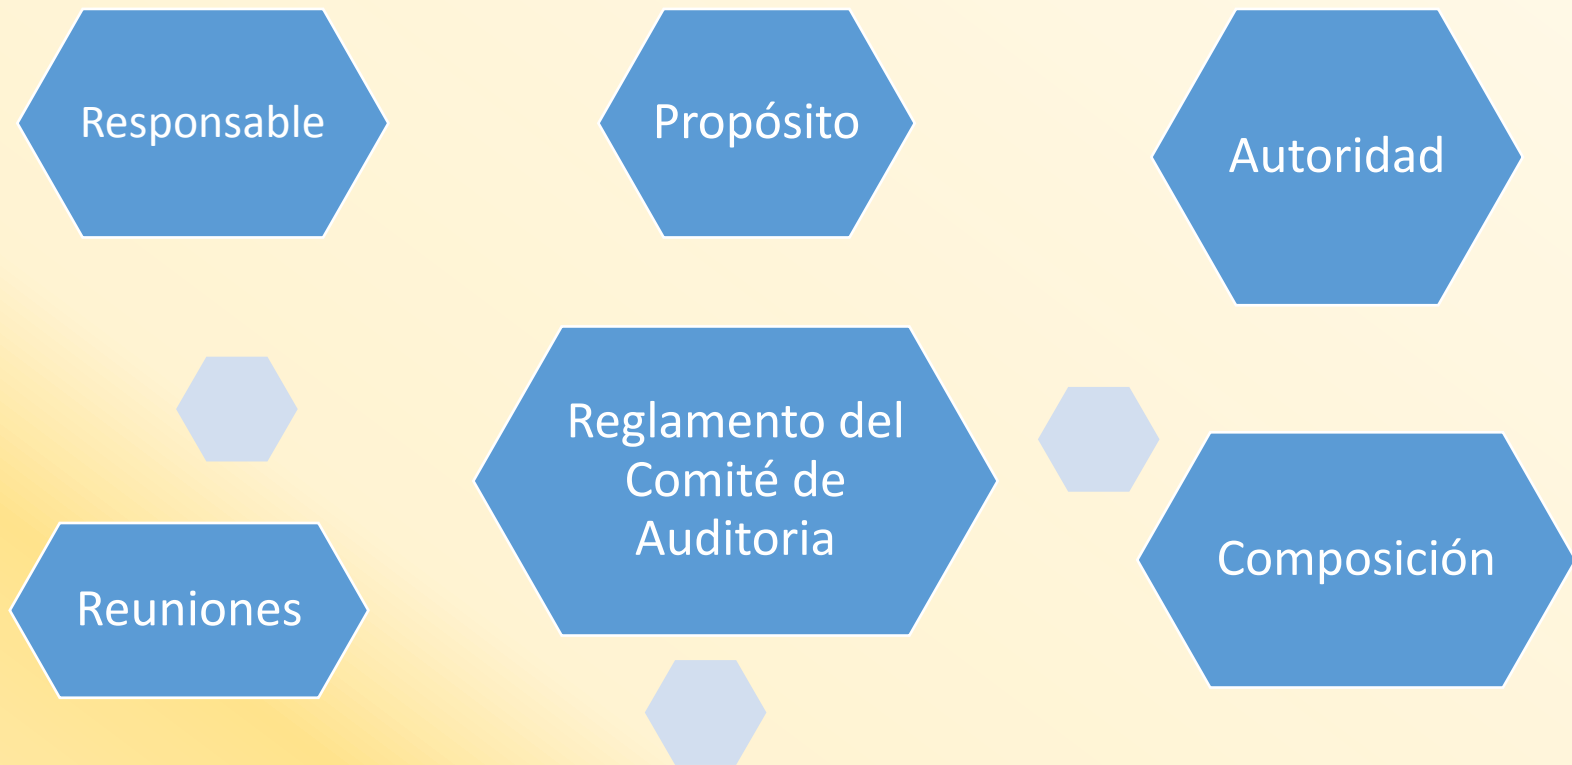 Responsable
Propósito
Autoridad
Reglamento del
Comité de
Auditoria
Composición
Reuniones